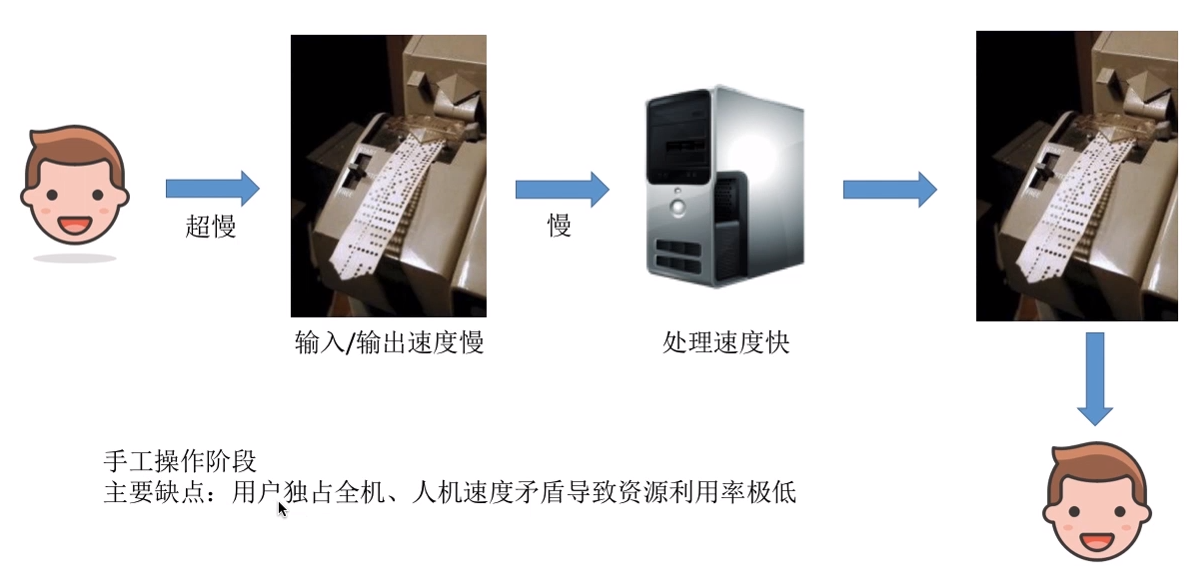 超慢
慢
输入/输出速度慢
处理速度快
手工操作阶段
主要缺点：用户独占全机、人机速度矛盾导致资源利用率极低